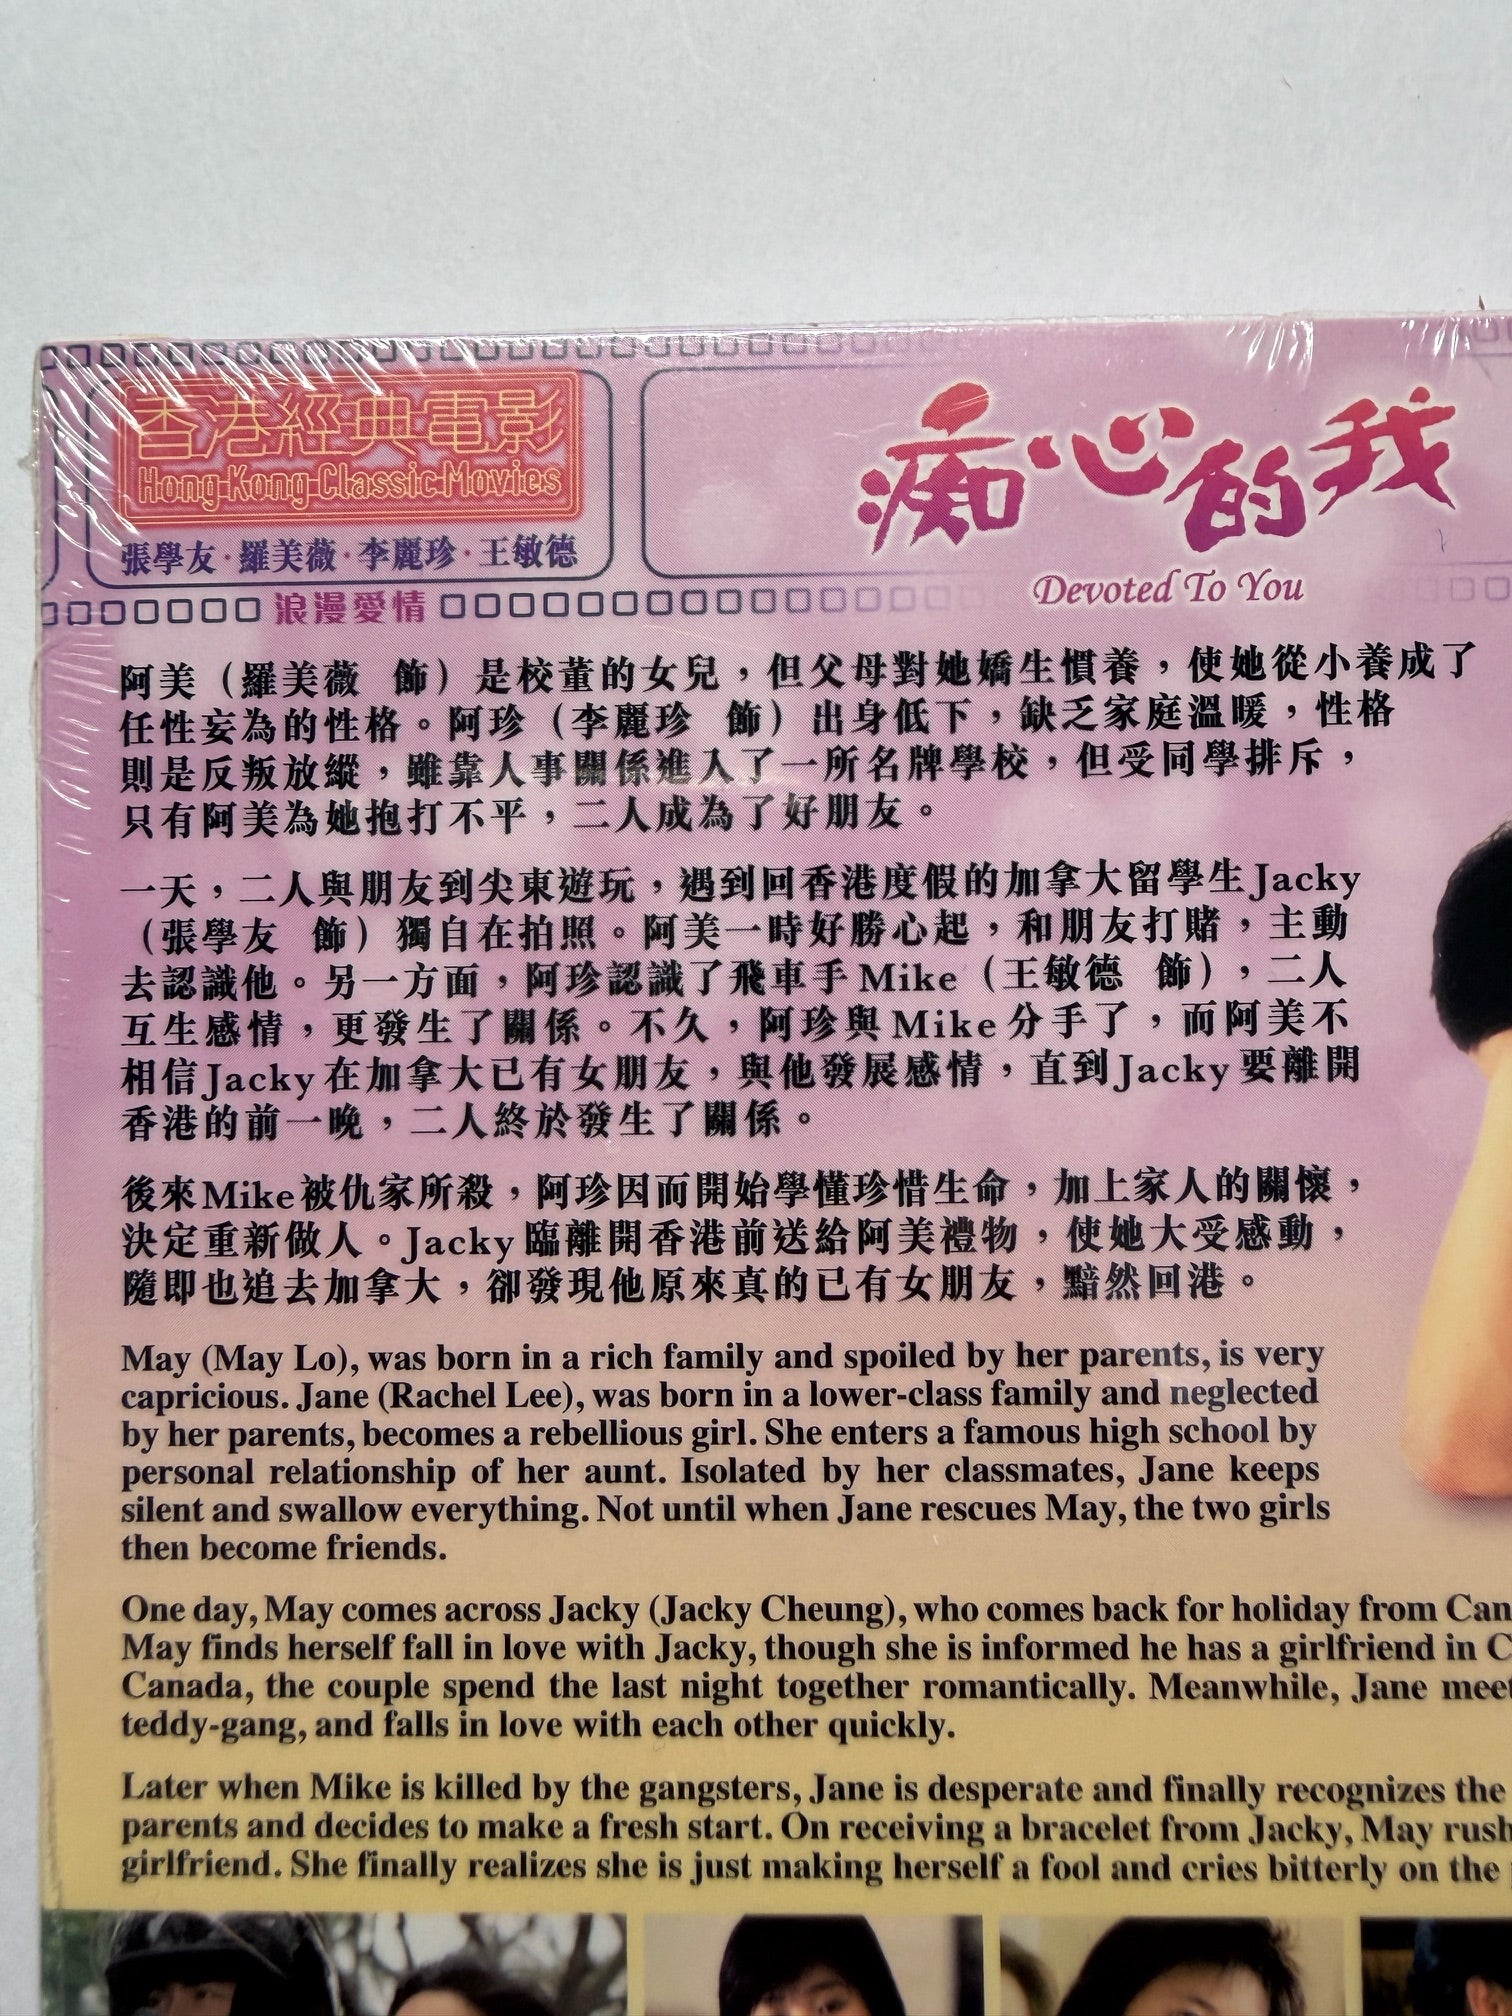 香港經典電影
Hong Kong Classic Movies
張學友·羅美薇·李麗珍·王敏德
浪漫愛情
痴心的我
Devoted To You
阿美（羅美薇 飾）是校董的女兒，但父母對她嬌生慣養，使她從小養成了
任性妄為的性格。阿珍（李麗珍 飾）出身低下，缺乏家庭溫暖，性格
則是反叛放縱，雖靠人事關係進入了一所名牌學校，但受同學排斥，
只有阿美為她抱打不平，二人成為了好朋友。
一天，二人與朋友到尖東遊玩，遇到回香港度假的加拿大留學生Jacky
（張學友 飾）獨自在拍照。阿美一時好勝心起，和朋友打賭，主動
去認識他。另一方面，阿珍認識了飛車手Mike（王敏德 飾），二人
互生感情，更發生了關係。不久，阿珍與Mike分手了，而阿美不
相信Jacky在加拿大已有女朋友，與他發展感情，直到Jacky要離開
香港的前一晚，二人終於發生了關係。
後來Mike被仇家所殺，阿珍因而開始學懂珍惜生命，加上家人的關懷，
決定重新做人。Jacky臨離開香港前送給阿美禮物，使她大受感動，
隨即也追去加拿大，卻發現他原來真的已有女朋友，黯然回港。
May (May Lo), was born in a rich family and spoiled by her parents, is very
capricious. Jane (Rachel Lee), was born in a lower-class family and neglected
by her parents, becomes a rebellious girl. She enters a famous high school by
personal relationship of her aunt. Isolated by her classmates, Jane keeps
silent and swallow everything. Not until when Jane rescues May, the two girls
then become friends.
One day, May comes across Jacky (Jacky Cheung), who comes back for holiday from Can
May finds herself fall in love with Jacky, though she is informed he has a girlfriend in C
Canada, the couple spend the last night together romantically. Meanwhile, Jane meet
teddy-gang, and falls in love with each other quickly.
Later when Mike is killed by the gangsters, Jane is desperate and finally recognizes the
parents and decides to make a fresh start. On receiving a bracelet from Jacky, May rush
girlfriend. She finally realizes she is just making herself a fool and cries bitterly on the